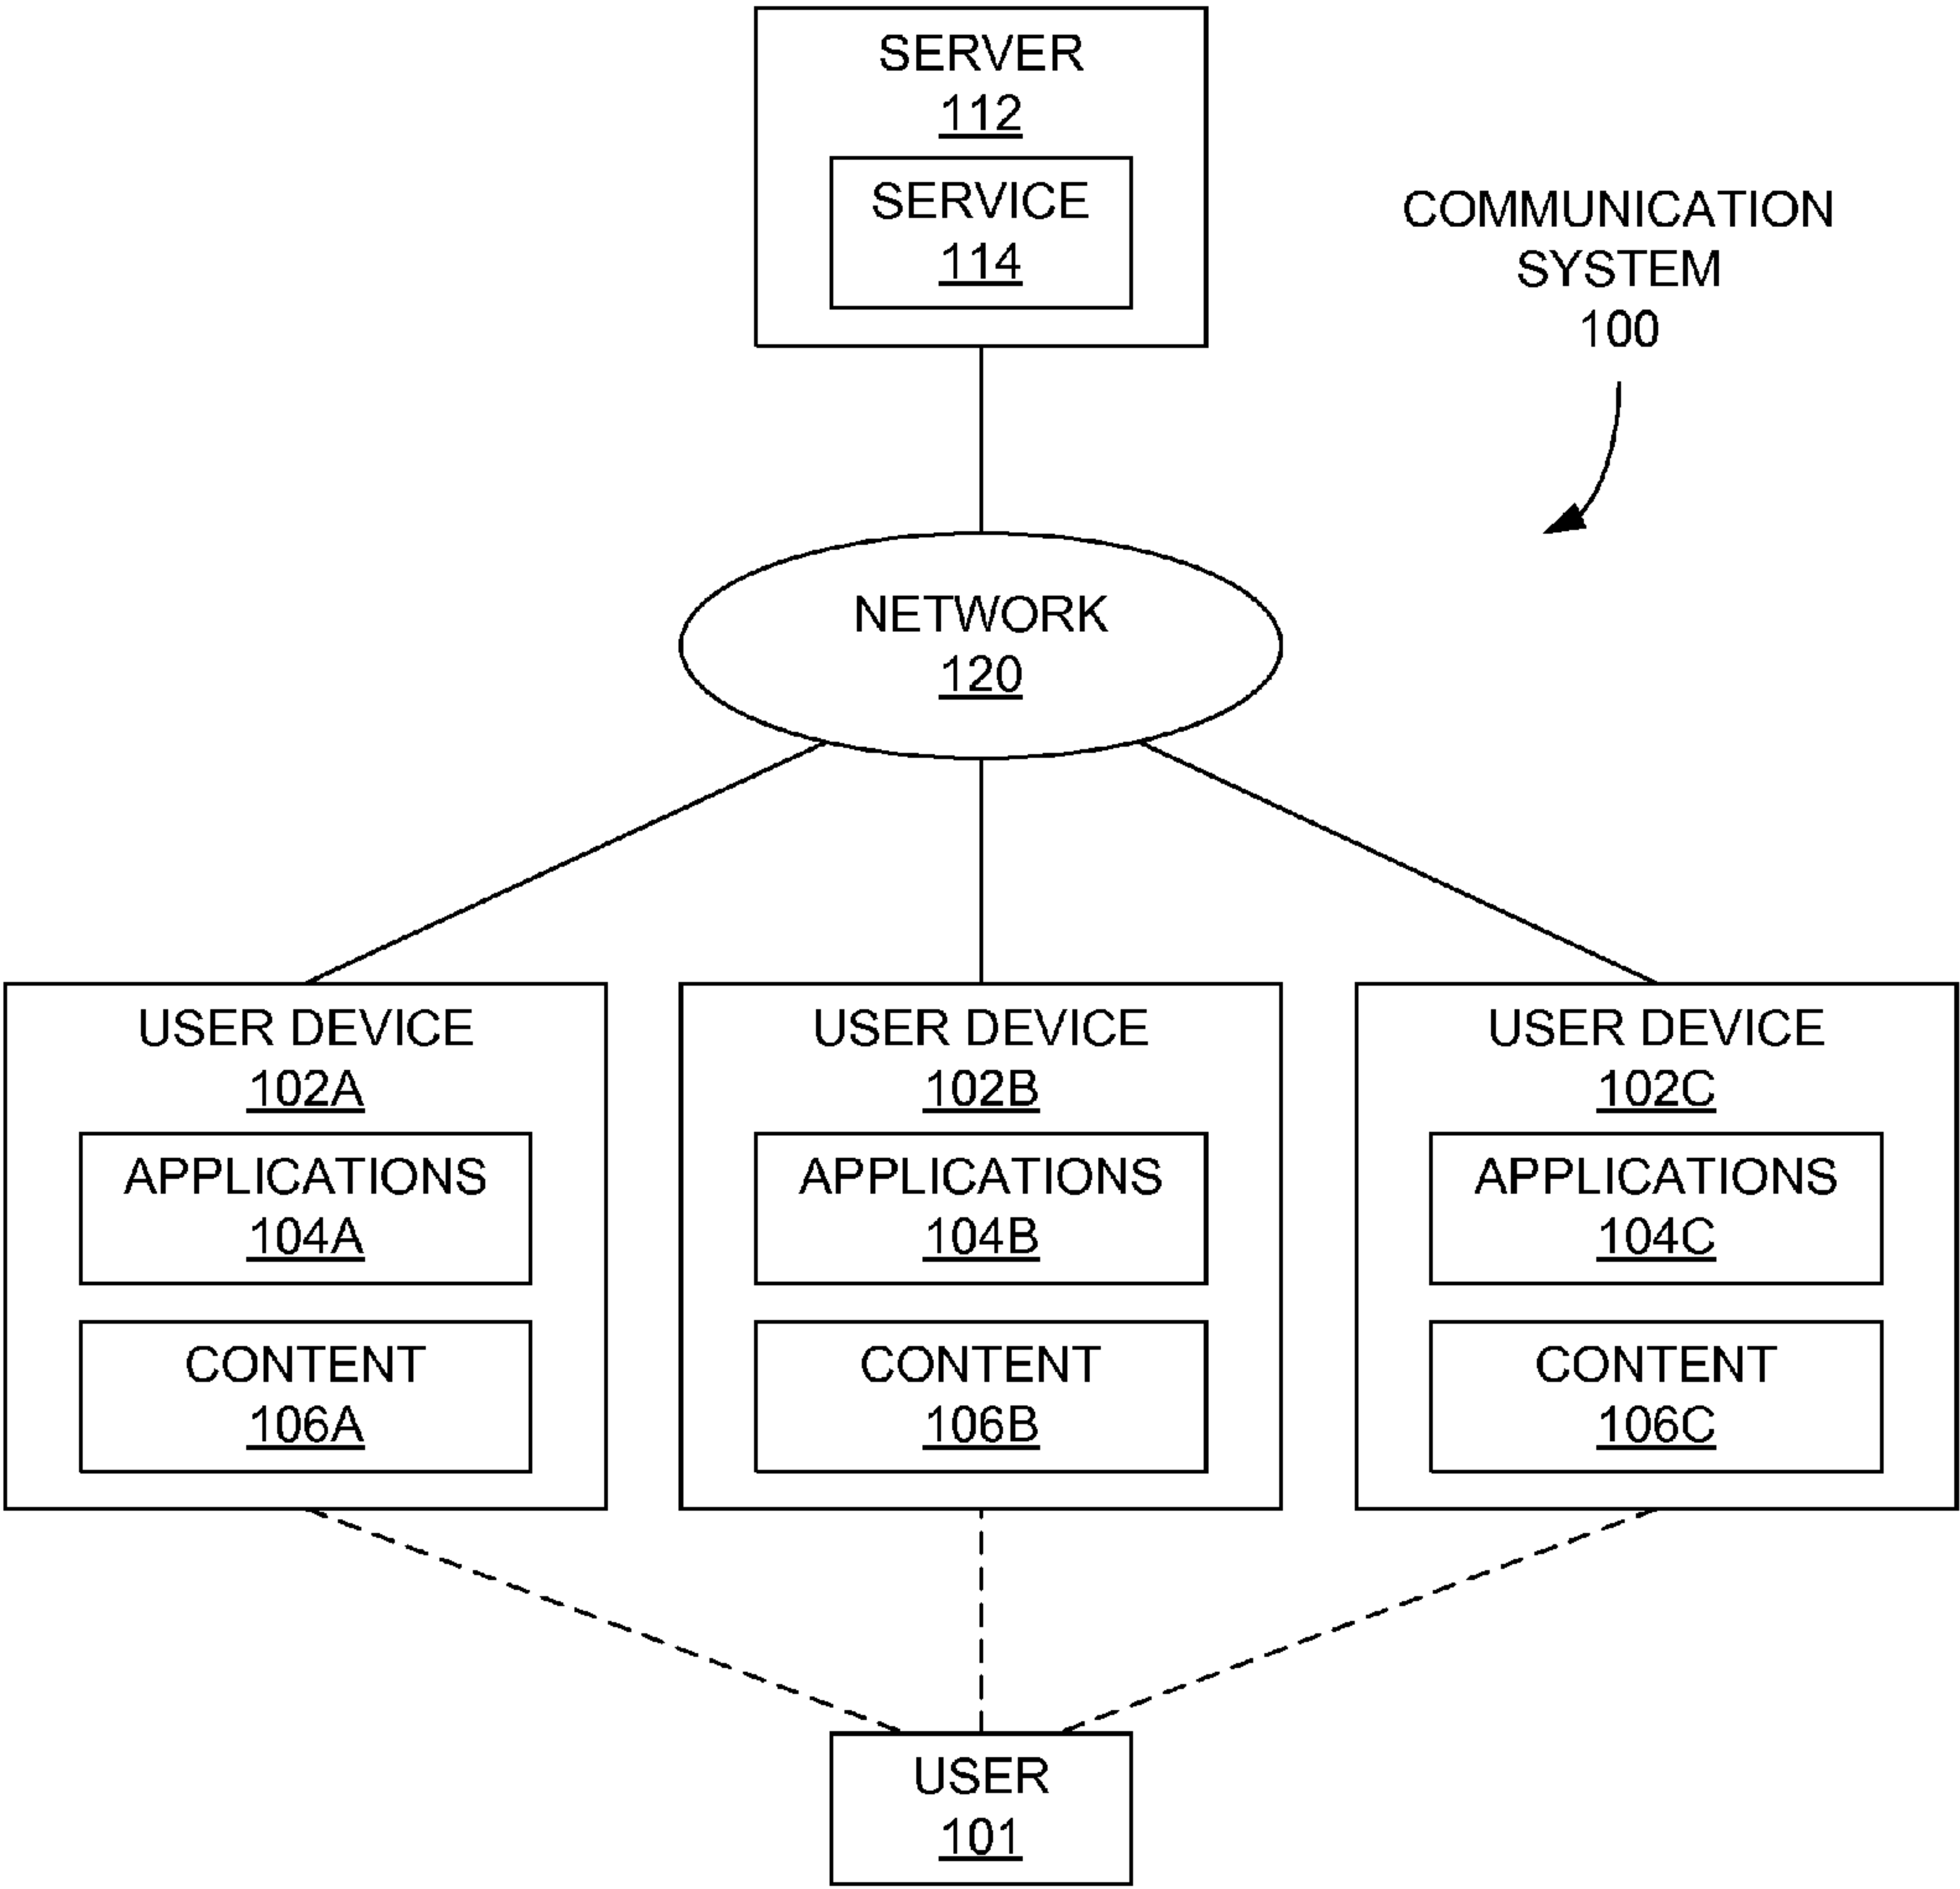 SERVER
112
SERVICE
114
COMMUNICATION
SYSTEM
100
NETWORK
120
USER DEVICE
102A
APPLICATIONS
104A
CONTENT
106A
USER DEVICE
102B
APPLICATIONS
104B
CONTENT
106B
USER DEVICE
102C
APPLICATIONS
104C
CONTENT
106C
USER
101